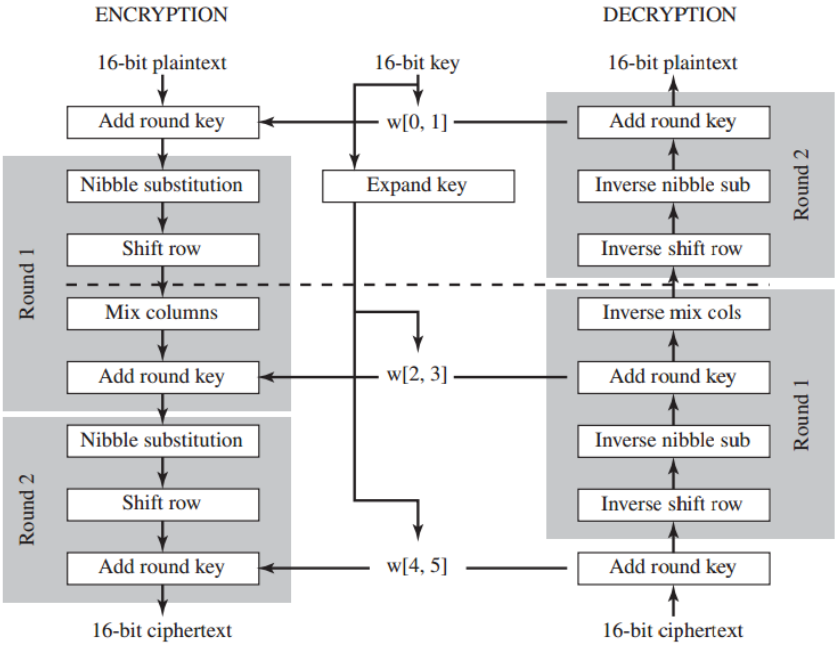 ENCRYPTION
DECRYPTION
16-bit plaintext
16-bit key
16-bit plaintext
Add round key
w[0, 1]
Add round key
Nibble substitution
Expand key
Inverse nibble sub
Round 2
Shift row
Inverse shift row
Round 1
Mix columns
Inverse mix cols
Add round key
w[2, 3]
Add round key
Round 1
Nibble substitution
Inverse nibble sub
Shift row
Inverse shift row
Round 2
Add round key
w[4, 5]
Add round key
16-bit ciphertext
16-bit ciphertext